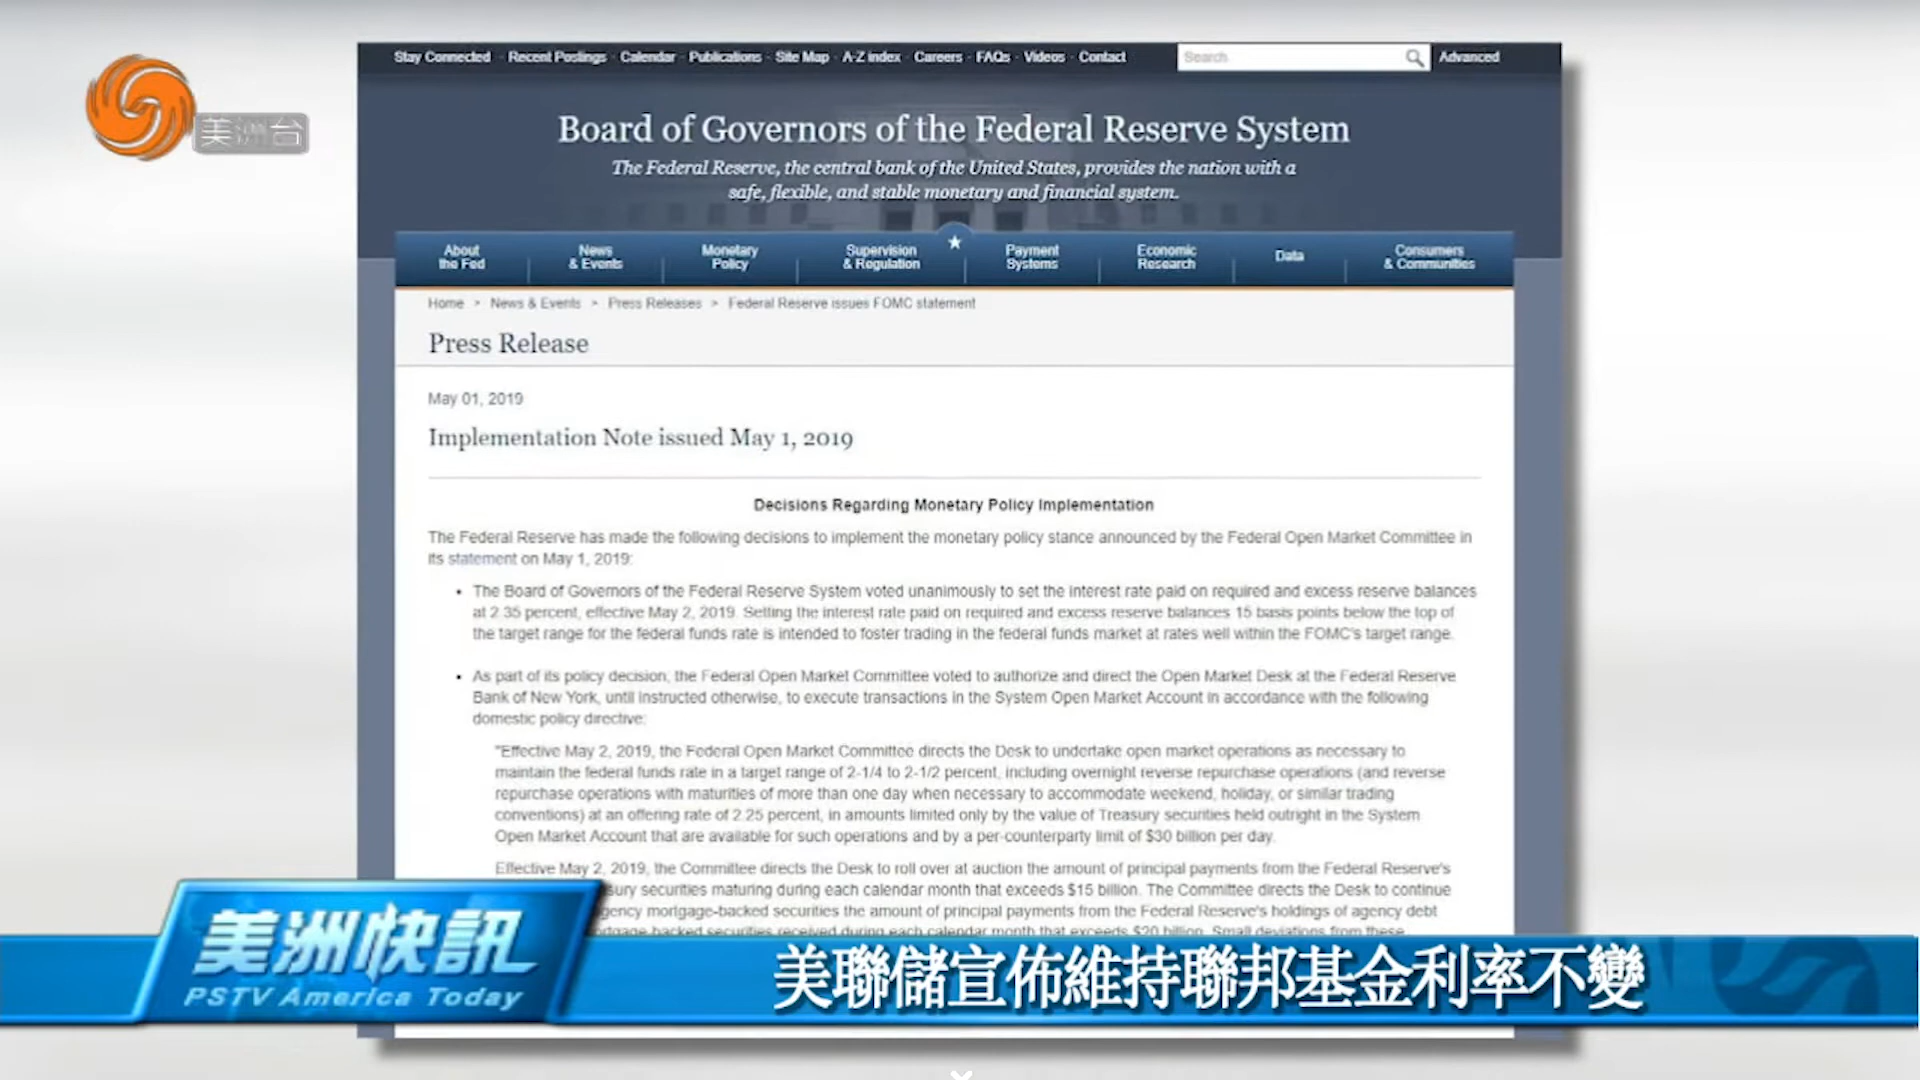 美洲台
Stay Connected · Recent Postings · Calendar · Publications · Site Map · A-Z index · Careers · FAQs · Videos · Contact
Search
Advanced
Board of Governors of the Federal Reserve System
The Federal Reserve, the central bank of the United States, provides the nation with a
safe, flexible, and stable monetary and financial system.
About
the Fed
News
& Events
Monetary
Policy
Supervision
& Regulation
Payment
Systems
Economic
Research
Data
Consumers
& Communities
Home > News & Events > Press Releases > Federal Reserve issues FOMC statement
Press Release
May 01, 2019
Implementation Note issued May 1, 2019
Decisions Regarding Monetary Policy Implementation
The Federal Reserve has made the following decisions to implement the monetary policy stance announced by the Federal Open Market Committee in
its statement on May 1, 2019:
• The Board of Governors of the Federal Reserve System voted unanimously to set the interest rate paid on required and excess reserve balances
at 2.35 percent, effective May 2, 2019. Setting the interest rate paid on required and excess reserve balances 15 basis points below the top of
the target range for the federal funds rate is intended to foster trading in the federal funds market at rates well within the FOMC's target range.
• As part of its policy decision, the Federal Open Market Committee voted to authorize and direct the Open Market Desk at the Federal Reserve
Bank of New York, until instructed otherwise, to execute transactions in the System Open Market Account in accordance with the following
domestic policy directive:
"Effective May 2, 2019, the Federal Open Market Committee directs the Desk to undertake open market operations as necessary to
maintain the federal funds rate in a target range of 2-1/4 to 2-1/2 percent, including overnight reverse repurchase operations (and reverse
repurchase operations with maturities of more than one day when necessary to accommodate weekend, holiday, or similar trading
conventions) at an offering rate of 2.25 percent, in amounts limited only by the value of Treasury securities held outright in the System
Open Market Account that are available for such operations and by a per-counterparty limit of $30 billion per day.
Effective May 2, 2019, the Committee directs the Desk to roll over at auction the amount of principal payments from the Federal Reserve's
sury securities maturing during each calendar month that exceeds $15 billion. The Committee directs the Desk to continue
gency mortgage-backed securities the amount of principal payments from the Federal Reserve's holdings of agency debt
rtgage-backed securities received during each calendar month that exceeds $20 billion. Small deviations from these
美洲快訊
PSTV America Today
美聯儲宣佈維持聯邦基金利率不變